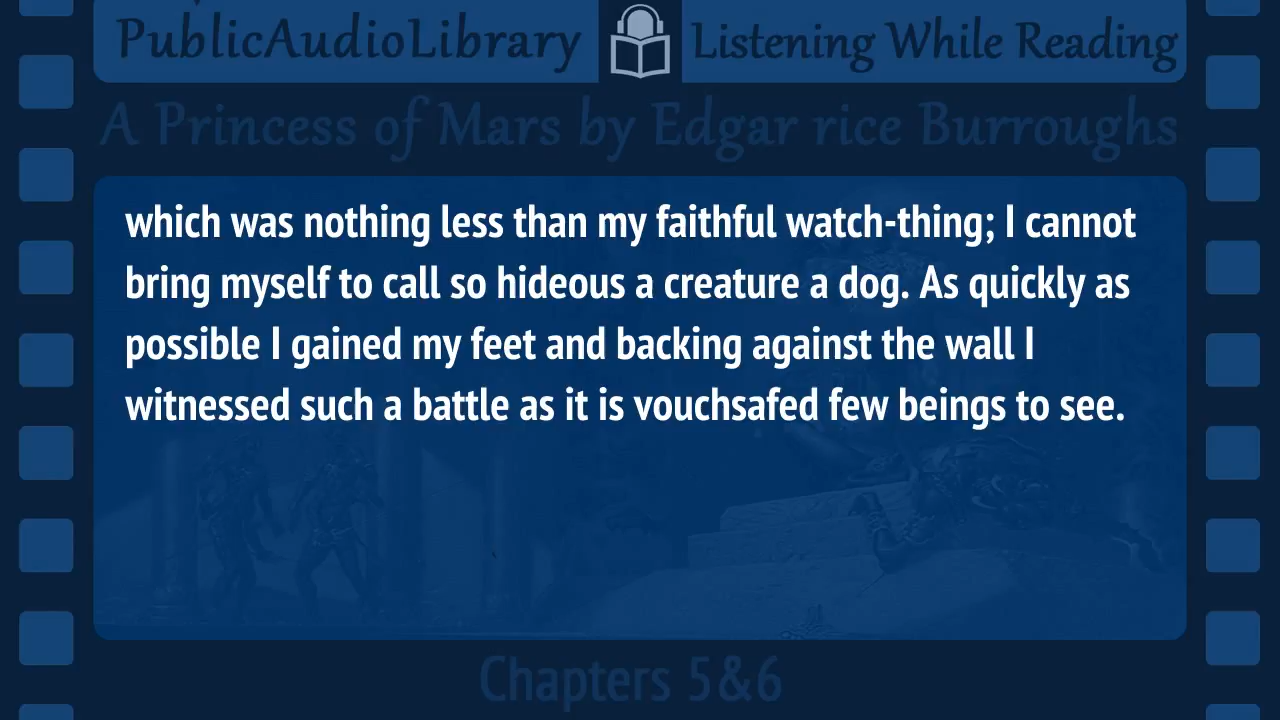 PublicAudioLibrary Listening While Reading
A Princess of Mars by Edgar rice Burroughs
which was nothing less than my faithful watch-thing; I cannot
bring myself to call so hideous a creature a dog. As quickly as
possible I gained my feet and backing against the wall I
witnessed such a battle as it is vouchsafed few beings to see.
Chapters 5&6